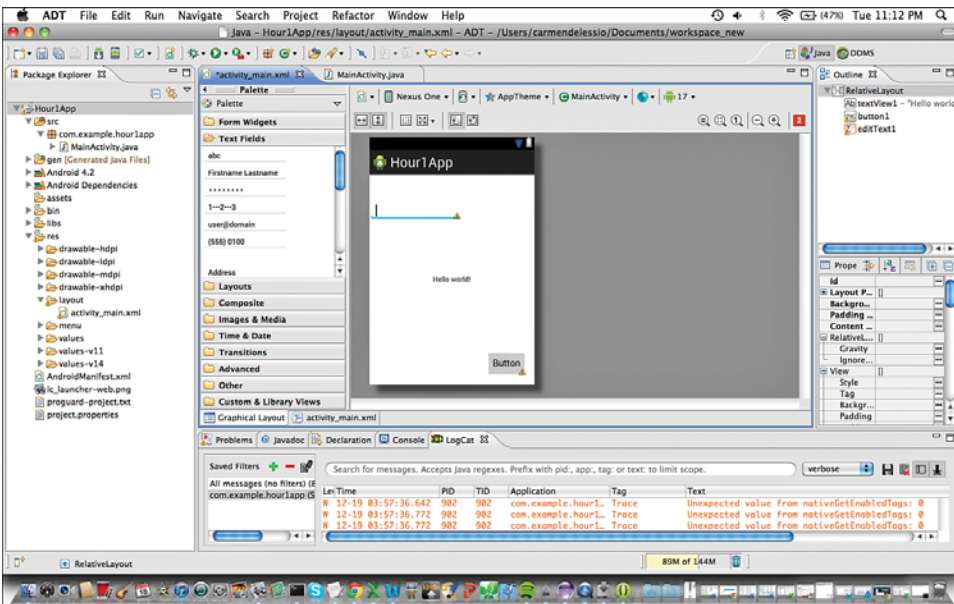 ADT File Edit Run Navigate Search Project Refactor Window Help (47%) Tue 11:12 PM
Java – Hour1App/res/layout/activity_main.xml – ADT – /Users/carmendelessio/Documents/workspace_new
Java DDMS
Package Explorer
Hour1App
src
com.example.hour1app
MainActivity.java
gen [Generated Java Files]
Android 4.2
Android Dependencies
assets
bin
libs
res
drawable-hdpi
drawable-ldpi
drawable-mdpi
drawable-xhdpi
layout
activity_main.xml
menu
values
values-v11
values-v14
AndroidManifest.xml
ic_launcher-web.png
proguard-project.txt
project.properties
*activity_main.xml MainActivity.java
Palette
Palette
Form Widgets
Text Fields
abc
Firstname Lastname
••••••••
1---2---3
user@domain
(555) 0100
Address
Layouts
Composite
Images & Media
Time & Date
Transitions
Advanced
Other
Custom & Library Views
Graphical Layout activity_main.xml
Nexus One AppTheme MainActivity 17
2
Hour1App
Hello world!
Button
Outline
RelativeLayout
textView1 – "Hello world
button1
editText1
Prope
Id
Layout P... []
Backgro...
Padding ...
Content ...
RelativeL... []
Gravity
Ignore...
View []
Style
Tag
Backgr...
Padding
Problems Javadoc Declaration Console LogCat
Saved Filters
All messages (no filters) (E
com.example.hour1app (S
Search for messages. Accepts Java regexes. Prefix with pid:, app:, tag: or text: to limit scope.
verbose
Le Time PID TID Application Tag Text
W 12-19 03:57:36.642 902 902 com.example.hour1… Trace Unexpected value from nativeGetEnabledTags: 0
W 12-19 03:57:36.772 902 902 com.example.hour1… Trace Unexpected value from nativeGetEnabledTags: 0
W 12-19 03:57:36.772 902 902 com.example.hour1… Trace Unexpected value from nativeGetEnabledTags: 0
RelativeLayout
89M of 144M